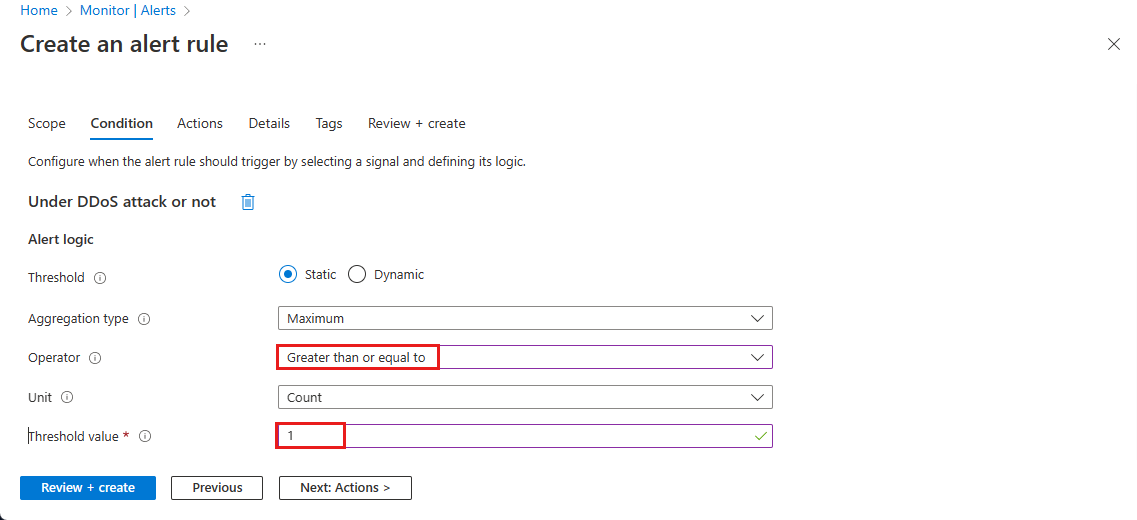 Home > Monitor | Alerts >
Create an alert rule ...
Scope Condition Actions Details Tags Review + create
Configure when the alert rule should trigger by selecting a signal and defining its logic.
Under DDoS attack or not
Alert logic
Threshold Static Dynamic
Aggregation type Maximum
Operator Greater than or equal to
Unit Count
Threshold value * 1
Review + create Previous Next: Actions >